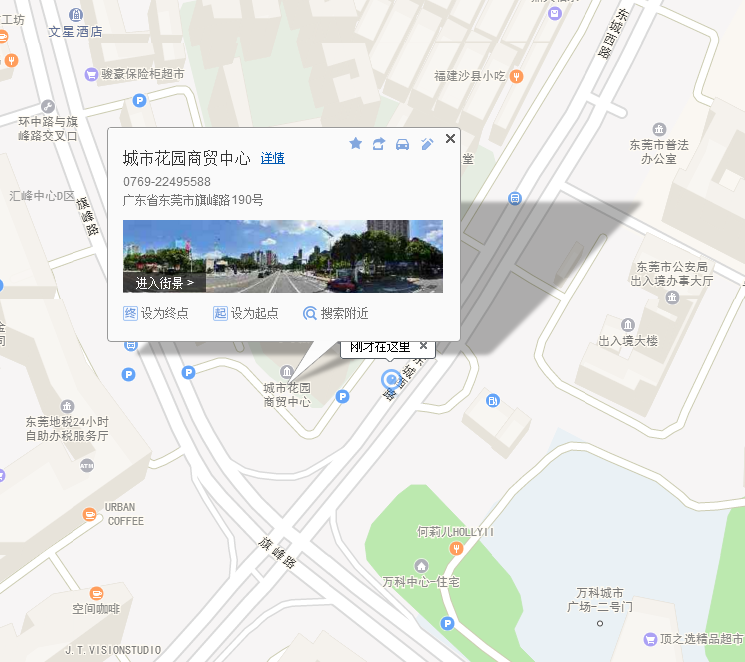 工坊
文星酒店
东城西路
福建沙县小吃
骏豪保险柜超市
环中路与旗
峰路交叉口
东莞市普法
办公室
城市花园商贸中心 详情
堂
0769-22495588
广东省东莞市旗峰路190号
汇峰中心D区
旗峰路
进入街景 >
东莞市公安局
出入境办事大厅
终 设为终点 起 设为起点 搜索附近
出入境大楼
刚才在这里
东城西路
城市花园
商贸中心
东莞地税24小时
自助办税服务厅
ATM
URBAN
COFFEE
何莉儿HOLLYII
旗峰路
万科中心-住宅
空间咖啡
万科城市
广场-二号门
顶之选精品超市
J.T.VISIONSTUDIO